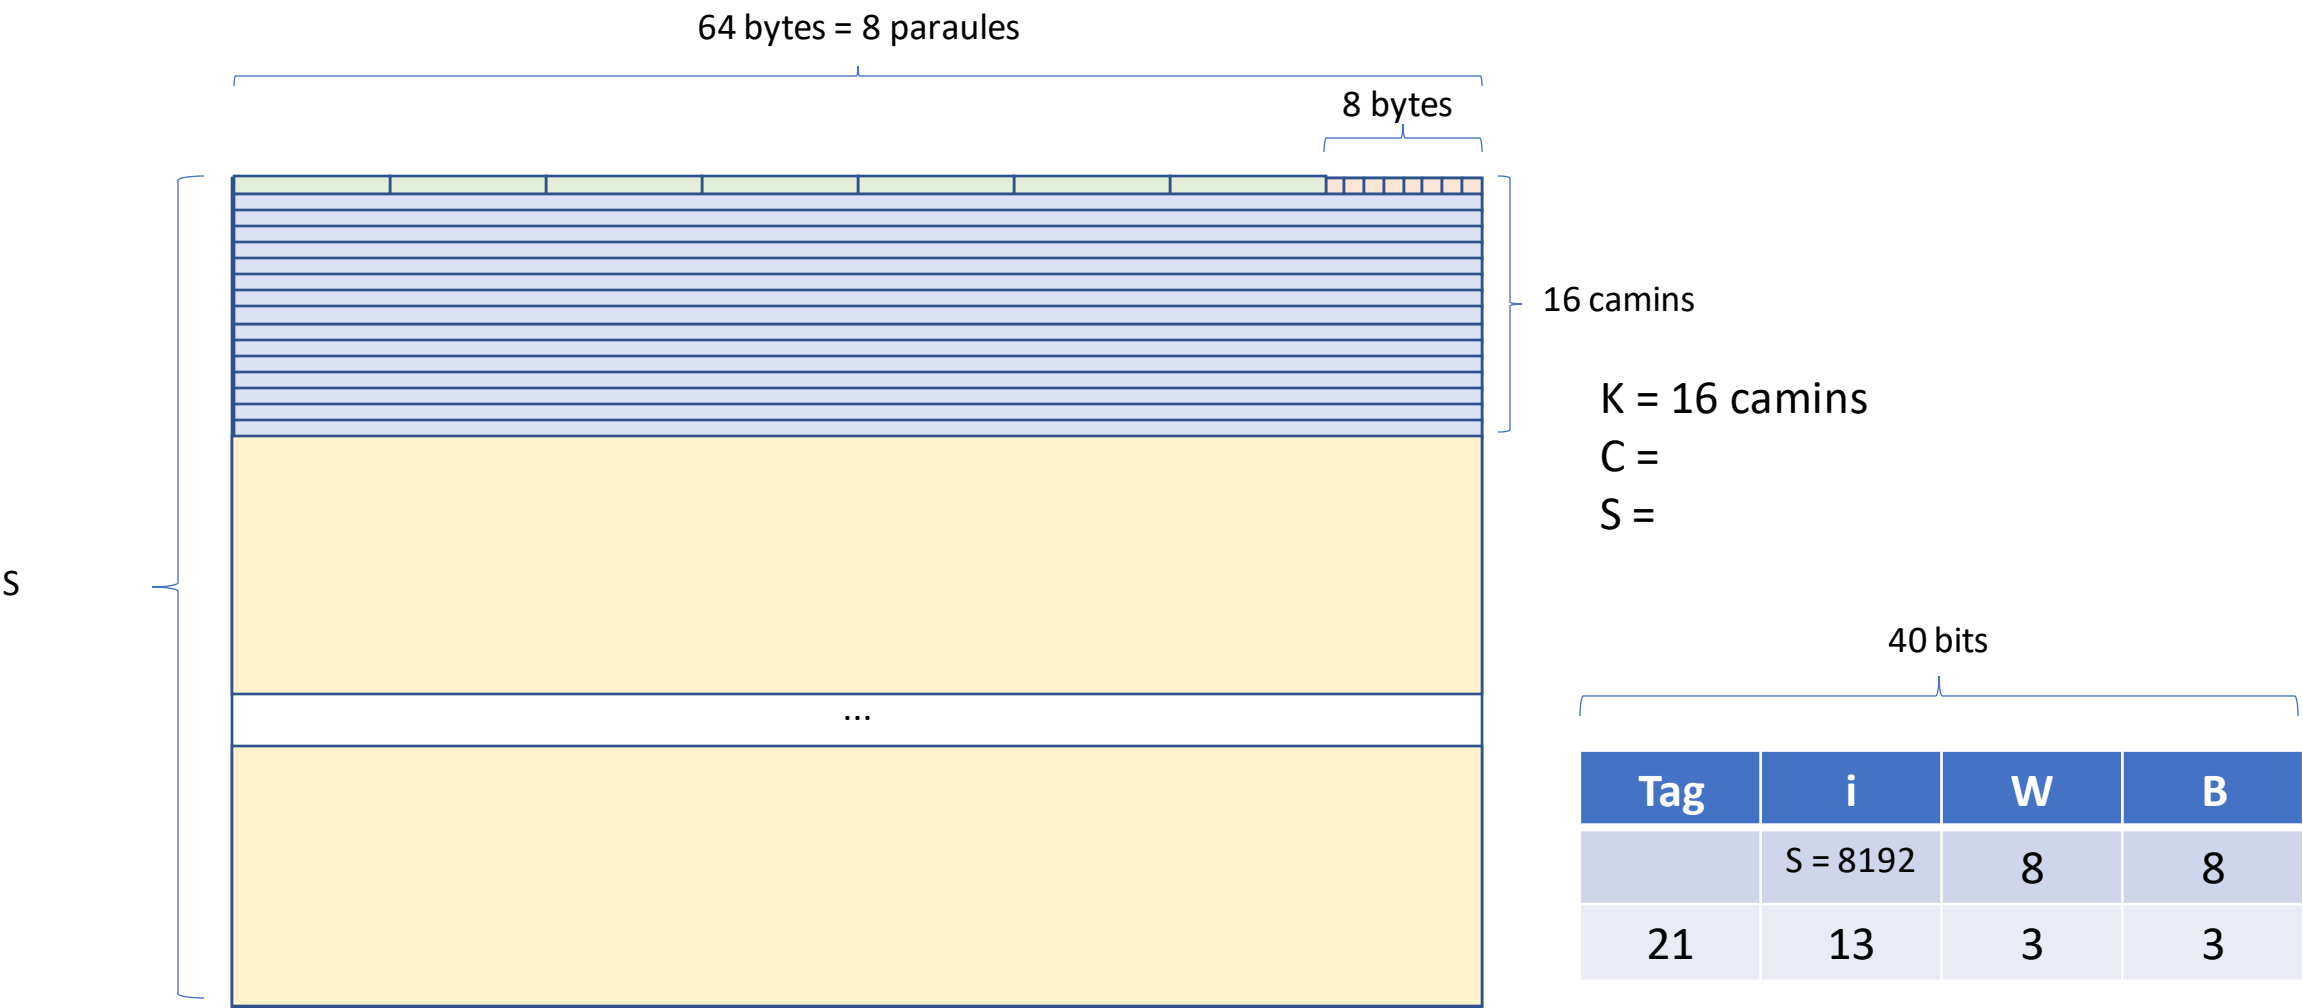 64 bytes = 8 paraules
8 bytes
16 camins
K = 16 camins
C =
S =
S
40 bits
...
Tag i W B
S = 8192 8 8
21 13 3 3